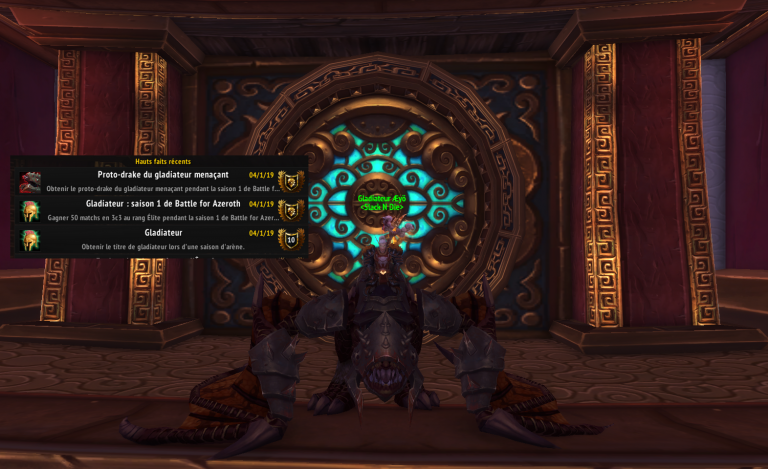 Hauts faits récents
Proto-drake du gladiateur menaçant 04/1/19
Obtenir le proto-drake du gladiateur menaçant pendant la saison 1 de Battle f...
Gladiateur : saison 1 de Battle for Azeroth 04/1/19
Gagner 50 matchs en 3c3 au rang Élite pendant la saison 1 de Battle for Azer...
Gladiateur 04/1/19
10
Obtenir le titre de gladiateur lors d'une saison d'arène.
Gladiateur Æyö
<Slack N Die>